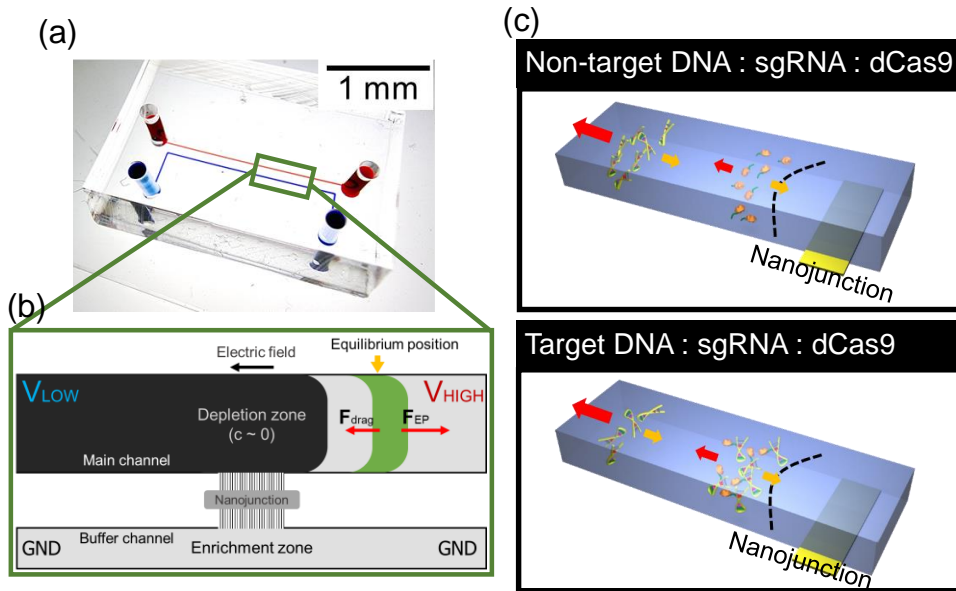 (a)
1 mm
(b)
Electric field
Equilibrium position
VLOW
VHIGH
Depletion zone
(c ~ 0)
Fdrag
FEP
Main channel
Nanojunction
Buffer channel
GND
Enrichment zone
GND
(c)
Non-target DNA : sgRNA : dCas9
Nanojunction
Target DNA : sgRNA : dCas9
Nanojunction